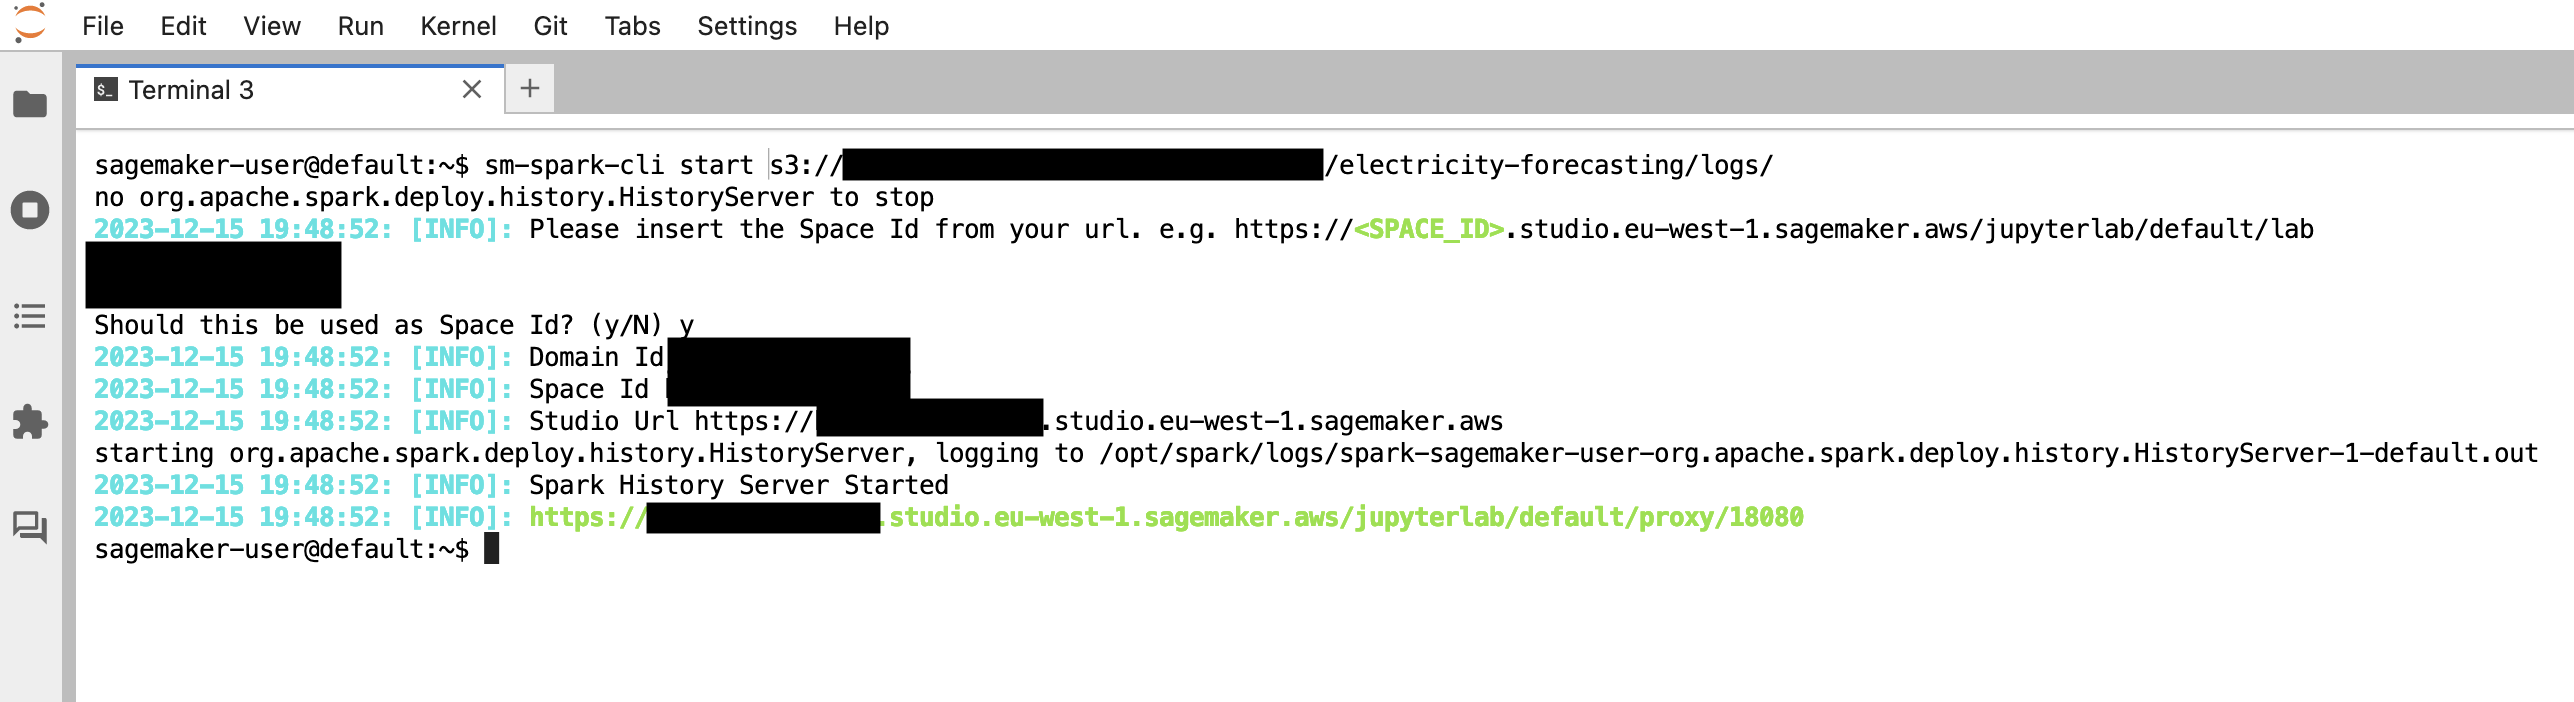 File Edit View Run Kernel Git Tabs Settings Help
$_ Terminal 3
sagemaker-user@default:~$ sm-spark-cli start s3:///electricity-forecasting/logs/
no org.apache.spark.deploy.history.HistoryServer to stop
2023-12-15 19:48:52: [INFO]: Please insert the Space Id from your url. e.g. https://<SPACE_ID>.studio.eu-west-1.sagemaker.aws/jupyterlab/default/lab
Should this be used as Space Id? (y/N) y
2023-12-15 19:48:52: [INFO]: Domain Id
2023-12-15 19:48:52: [INFO]: Space Id
2023-12-15 19:48:52: [INFO]: Studio Url https://.studio.eu-west-1.sagemaker.aws
starting org.apache.spark.deploy.history.HistoryServer, logging to /opt/spark/logs/spark-sagemaker-user-org.apache.spark.deploy.history.HistoryServer-1-default.out
2023-12-15 19:48:52: [INFO]: Spark History Server Started
2023-12-15 19:48:52: [INFO]: https://.studio.eu-west-1.sagemaker.aws/jupyterlab/default/proxy/18080
sagemaker-user@default:~$